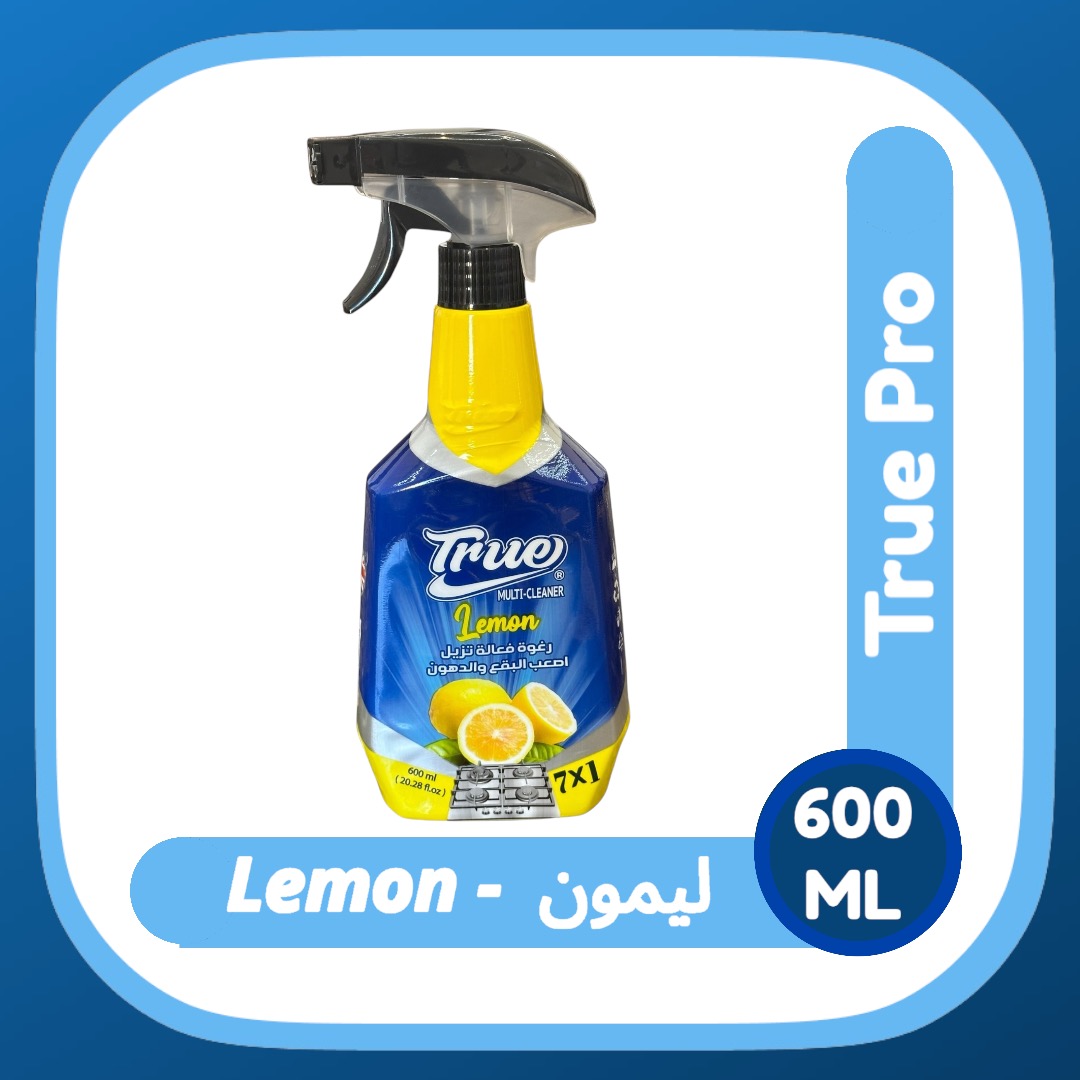 True
®
MULTI-CLEANER
Lemon
رغوة فعالة تزيل
اصعب البقع والدهون
600 ml
(20.28 fl.oz)
7x1
True Pro
Lemon - ليمون
600
ML